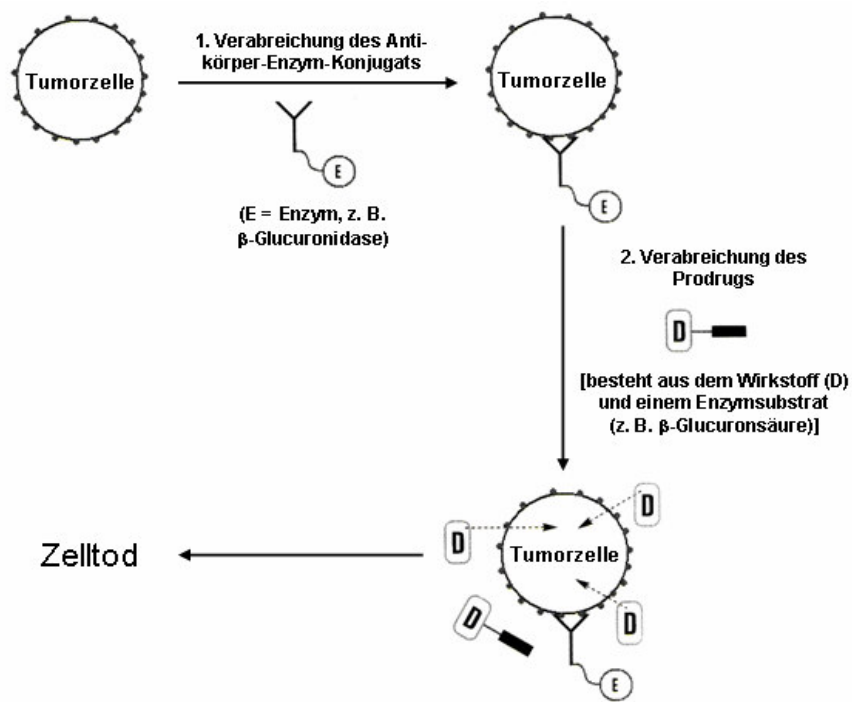 Tumorzelle
1. Verabreichung des Anti-
körper-Enzym-Konjugats
E
(E = Enzym, z. B.
β-Glucuronidase)
Tumorzelle
E
2. Verabreichung des
Prodrugs
D
[besteht aus dem Wirkstoff (D)
und einem Enzymsubstrat
(z. B. β-Glucuronsäure)]
D
D
Tumorzelle
D
D
E
Zelltod